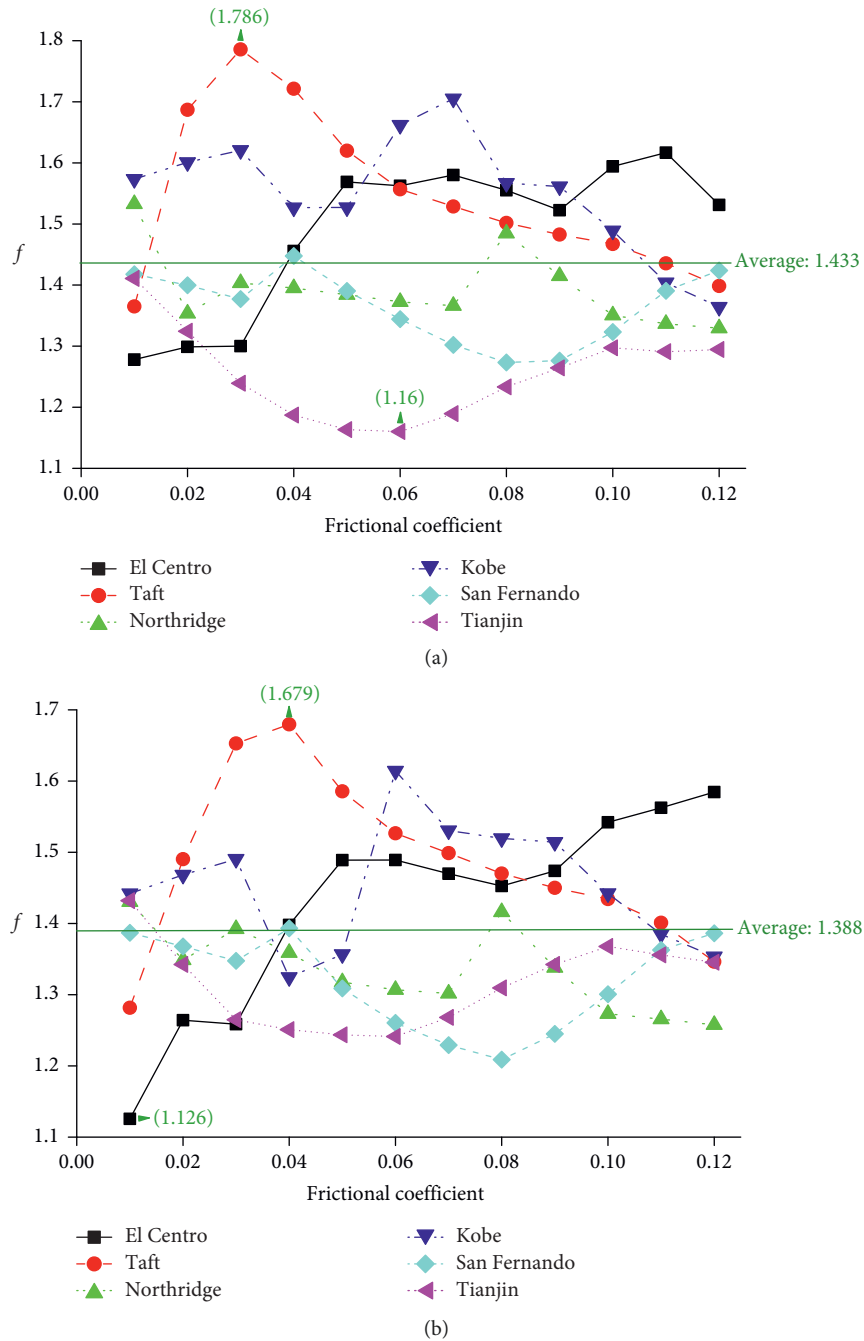 (1.786)
1.8
1.7
1.6
1.5
f
Average: 1.433
1.4
1.3
(1.16)
1.2
1.1
0.00 0.02 0.04 0.06 0.08 0.10 0.12
Frictional coefficient
El Centro
Taft
Northridge
Kobe
San Fernando
Tianjin
(a)
(1.679)
1.7
1.6
1.5
f
1.4
Average: 1.388
1.3
1.2
(1.126)
1.1
0.00 0.02 0.04 0.06 0.08 0.10 0.12
Frictional coefficient
El Centro
Taft
Northridge
Kobe
San Fernando
Tianjin
(b)